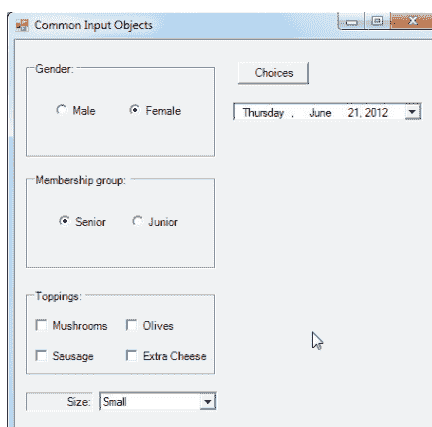 Common Input Objects
Gender:
Male Female
Choices
Thursday , June 21, 2012
Membership group:
Senior Junior
Toppings:
Mushrooms Olives
Sausage Extra Cheese
Size: Small